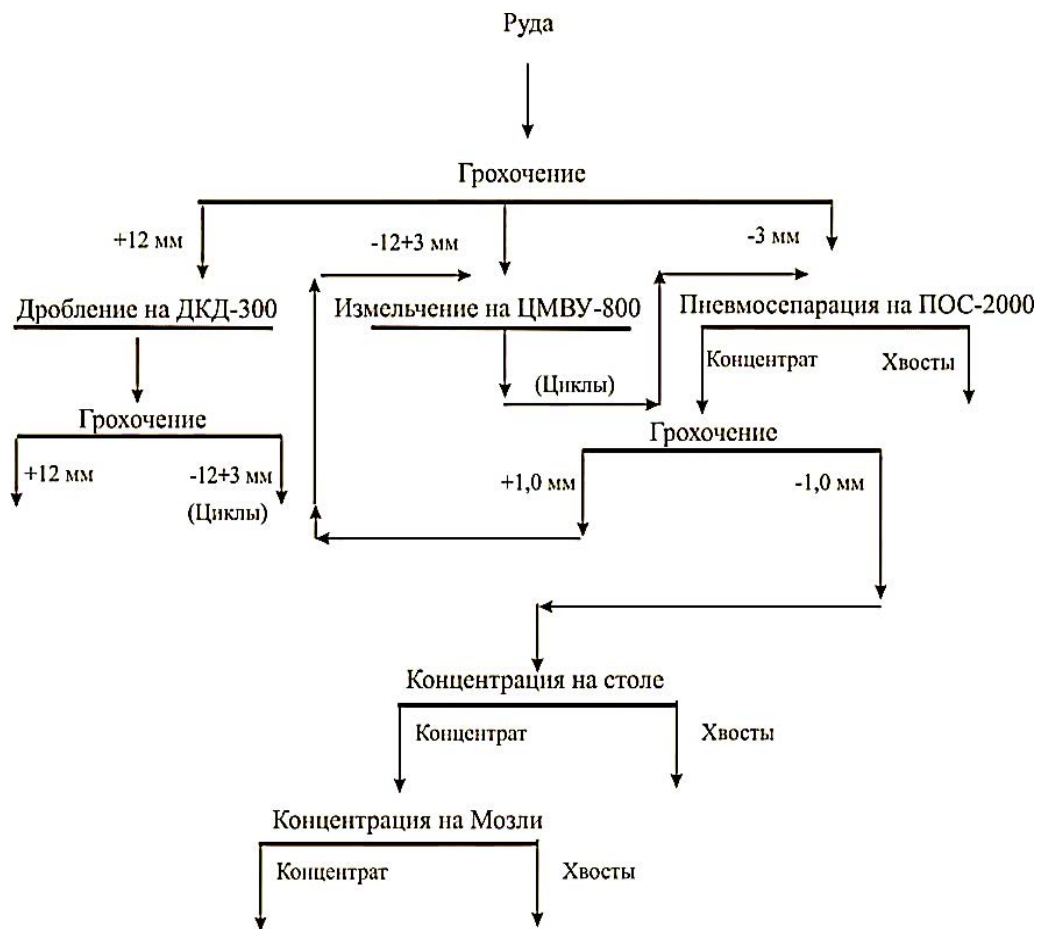 Руда
Грохочение
+12 мм
-12+3 мм
-3 мм
Дробление на ДКД-300
Измельчение на ЦМВУ-800
Пневмосепарация на ПОС-2000
Концентрат
Хвосты
(Циклы)
Грохочение
Грохочение
+12 мм
-12+3 мм
(Циклы)
+1,0 мм
-1,0 мм
Концентрация на столе
Концентрат
Хвосты
Концентрация на Мозли
Концентрат
Хвосты